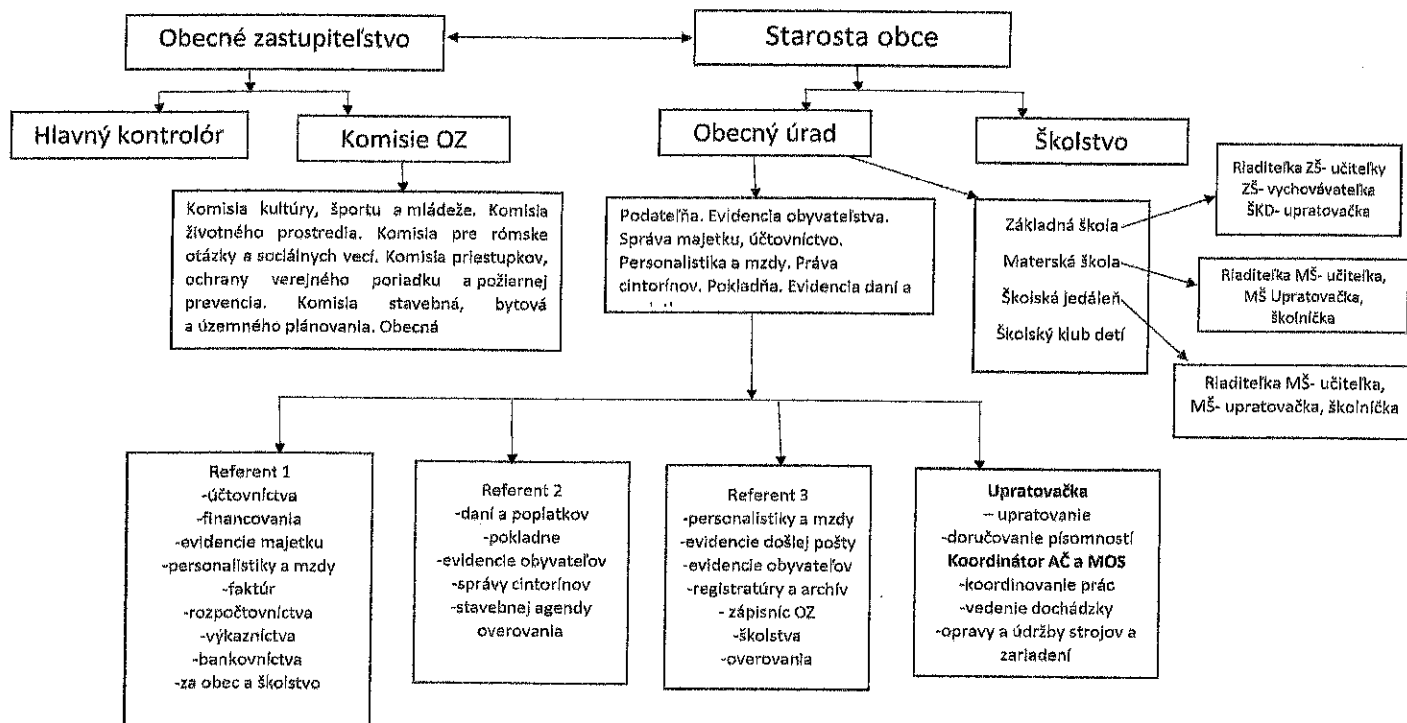 Obecné zastupiteľstvo
Starosta obce
Hlavný kontrolór
Komisie OZ
Obecný úrad
Školstvo
Komisia kultúry, športu a mládeže. Komisia
životného prostredia. Komisia pre rómske
otázky a sociálnych vecí. Komisia priestupkov,
ochrany verejného poriadku a požiarnej
prevencia. Komisia stavebná, bytová
a územného plánovania. Obecná
Podateľňa. Evidencia obyvateľstva.
Správa majetku, účtovníctvo.
Personalistika a mzdy. Práva
cintorínov. Pokladňa. Evidencia daní a
Základná škola
Materská škola
Školská jedáleň
Školský klub detí
Riaditeľka ZŠ- učiteľky
ZŠ- vychovávateľka
ŠKD- upratovačka
Riaditeľka MŠ- učiteľka,
MŠ Upratovačka,
školníčka
Riaditeľka MŠ- učiteľka,
MŠ- upratovačka, školníčka
Referent 1
-účtovníctva
-financovania
-evidencie majetku
-personalistiky a mzdy
-faktúr
-rozpočtovníctva
-výkazníctva
-bankovníctva
-za obec a školstvo
Referent 2
-daní a poplatkov
-pokladne
-evidencie obyvateľov
-správy cintorínov
-stavebnej agendy
overovania
Referent 3
-personalistiky a mzdy
-evidencie došlej pošty
-evidencie obyvateľov
-registratúry a archív
- zápisníc OZ
-školstva
-overovania
Upratovačka
– upratovanie
-doručovanie písomností
Koordinátor AČ a MOS
-koordinovanie prác
-vedenie dochádzky
-opravy a údržby strojov a
zariadení